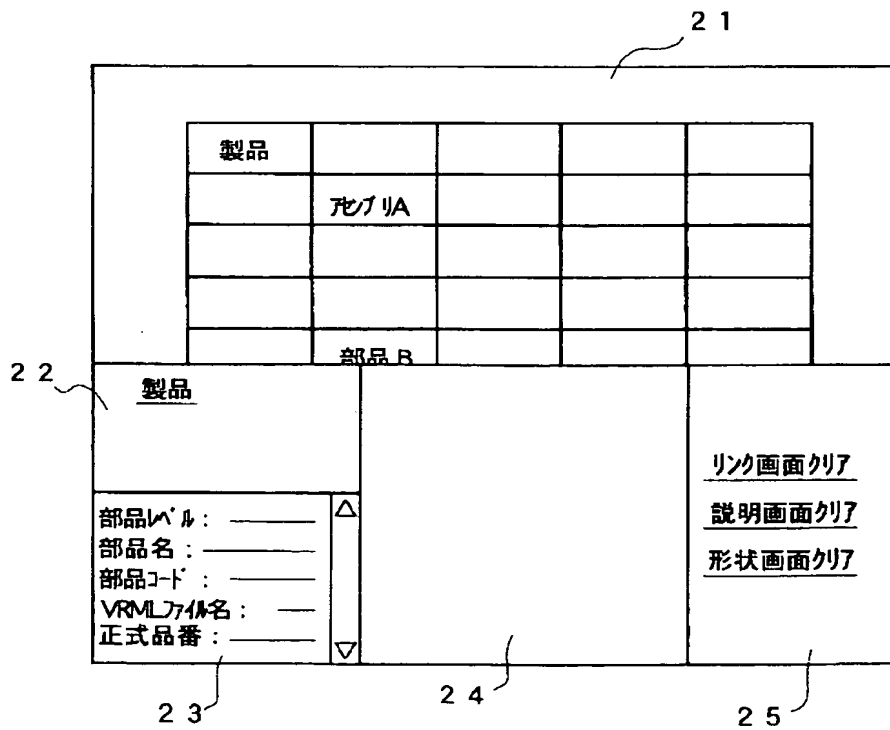 21
製品
アセンブリA
部品B
22
製品
部品レベル：
部品名：
部品コード：
VRMLファイル名：
正式品番：
リンク画面クリア
説明画面クリア
形状画面クリア
23
24
25